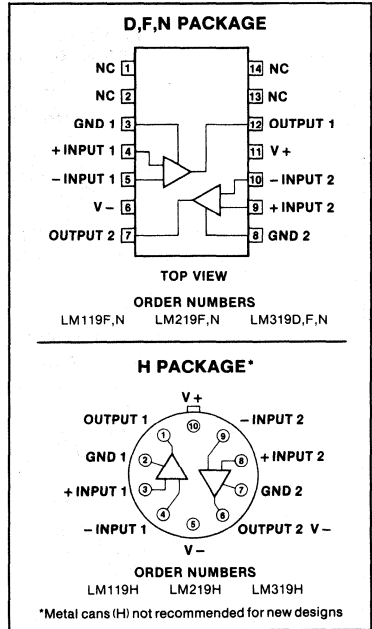 D,F,N PACKAGE
NC 1 14 NC
NC 2 13 NC
GND 1 3 12 OUTPUT 1
+ INPUT 1 4 11 V+
- INPUT 1 5 10 - INPUT 2
V- 6 9 + INPUT 2
OUTPUT 2 7 8 GND 2
TOP VIEW
ORDER NUMBERS
LM119F,N LM219F,N LM319D,F,N
H PACKAGE*
V+
OUTPUT 1 10 - INPUT 2
1 9
GND 1 2 8 + INPUT 2
+ INPUT 1 3 7 GND 2
4 6
- INPUT 1 5 OUTPUT 2 V-
V-
ORDER NUMBERS
LM119H LM219H LM319H
*Metal cans (H) not recommended for new designs